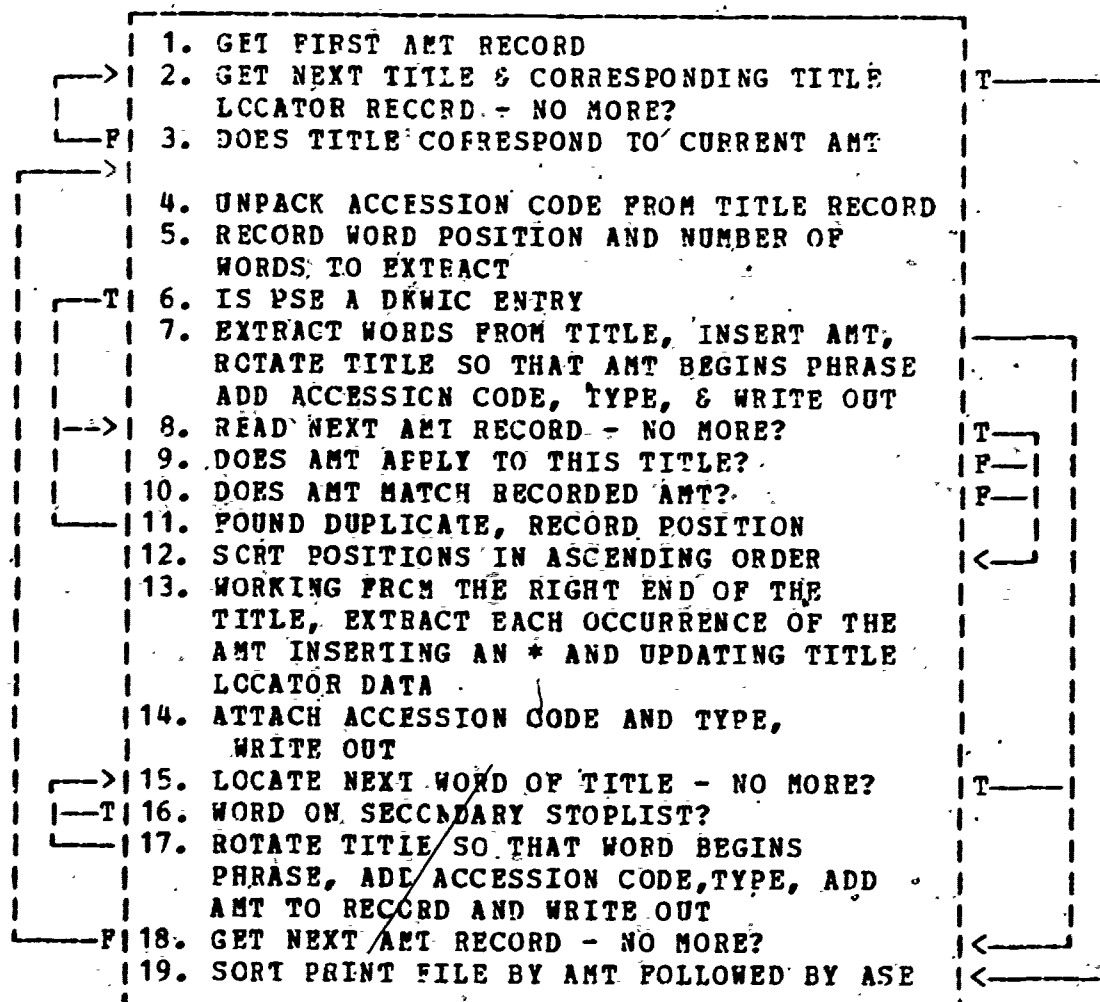 1. GET FIRST AMT RECORD
2. GET NEXT TITLE & CORRESPONDING TITLE T
LOCATOR RECORD - NO MORE?
F 3. DOES TITLE CORRESPOND TO CURRENT AMT
4. UNPACK ACCESSION CODE FROM TITLE RECORD
5. RECORD WORD POSITION AND NUMBER OF
WORDS TO EXTRACT
T 6. IS PSE A DKWIC ENTRY
7. EXTRACT WORDS FROM TITLE, INSERT AMT,
ROTATE TITLE SO THAT AMT BEGINS PHRASE
ADD ACCESSION CODE, TYPE, & WRITE OUT
8. READ NEXT AMT RECORD - NO MORE? T
9. DOES AMT APPLY TO THIS TITLE? F
10. DOES AMT MATCH RECORDED AMT? F
11. FOUND DUPLICATE, RECORD POSITION
12. SORT POSITIONS IN ASCENDING ORDER
13. WORKING FROM THE RIGHT END OF THE
TITLE, EXTRACT EACH OCCURRENCE OF THE
AMT INSERTING AN * AND UPDATING TITLE
LOCATOR DATA
14. ATTACH ACCESSION CODE AND TYPE,
WRITE OUT
15. LOCATE NEXT WORD OF TITLE - NO MORE? T
T 16. WORD ON SECONDARY STOPLIST?
17. ROTATE TITLE SO THAT WORD BEGINS
PHRASE, ADD ACCESSION CODE,TYPE, ADD
AMT TO RECORD AND WRITE OUT
F 18. GET NEXT AMT RECORD - NO MORE?
19. SORT PRINT FILE BY AMT FOLLOWED BY ASE